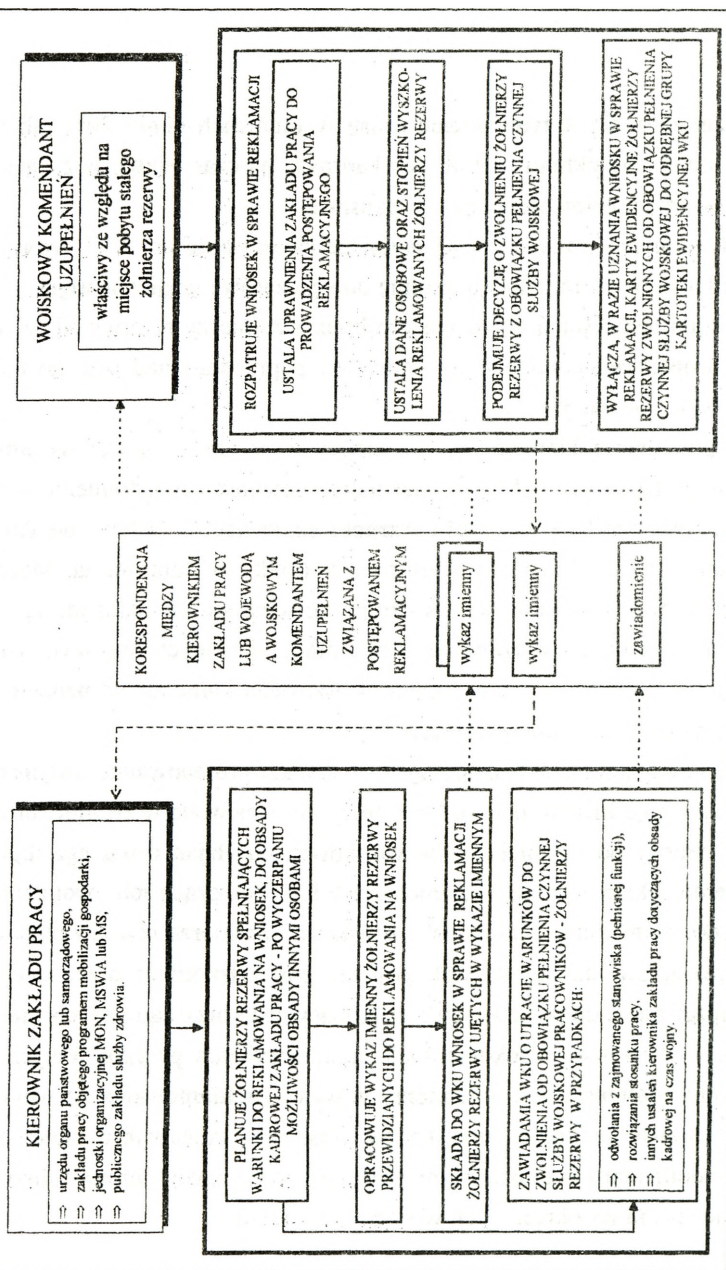 KIEROWNIK ZAKŁADU PRACY
⇒ urzędu organu państwowego lub samorządowego,
⇒ zakładu pracy objętego programem mobilizacji gospodarki,
⇒ jednostki organizacyjnej MON, MSWiA lub MS,
⇒ publicznego zakładu służby zdrowia.
PLANUJE ŻOŁNIERZY REZERWY SPEŁNIAJĄCYCH
WARUNKI DO REKLAMOWANIA NA WNIOSEK, DO OBSADY
KADROWEJ ZAKŁADU PRACY - PO WYCZERPANIU
MOŻLIWOŚCI OBSADY INNYMI OSOBAMI
OPRACOWUJE WYKAZ IMIENNY ŻOŁNIERZY REZERWY
PRZEWIDZIANYCH DO REKLAMOWANIA NA WNIOSEK
SKŁADA DO WKU WNIOSEK W SPRAWIE REKLAMACJI
ŻOŁNIERZY REZERWY UJĘTYCH W WYKAZIE IMIENNYM
ZAWIADAMIA WKU O UTRACIE WARUNKÓW DO
ZWOLNIENIA OD OBOWIĄZKU PEŁNIENIA CZYNNEJ
SŁUŻBY WOJSKOWEJ PRACOWNIKÓW - ŻOŁNIERZY
REZERWY W PRZYPADKACH:
⇒ odwołania z zajmowanego stanowiska (pełnionej funkcji),
⇒ rozwiązania stosunku pracy,
⇒ innych ustaleń kierownika zakładu pracy dotyczących obsady
kadrowej na czas wojny.
KORESPONDENCJA
MIĘDZY
KIEROWNIKIEM
ZAKŁADU PRACY
LUB WOJEWODĄ
A WOJSKOWYM
KOMENDANTEM
UZUPEŁNIEŃ
ZWIĄZANA Z
POSTĘPOWANIEM
REKLAMACYJNYM
wykaz imienny
wykaz imienny
zawiadomienie
WOJSKOWY KOMENDANT
UZUPEŁNIEN
właściwy ze względu na
miejsce pobytu stałego
żołnierza rezerwy
ROZPATRUJE WNIOSEK W SPRAWIE REKLAMACJI
USTALA UPRAWNIENIA ZAKŁADU PRACY DO
PROWADZENIA POSTĘPOWANIA
REKLAMACYJNEGO
USTALA DANE OSOBOWE ORAZ STOPIEŃ WYSZKO-
LENIA REKLAMOWANYCH ŻOŁNIERZY REZERWY
PODEJMUJE DECYZJĘ O ZWOLNIENIU ŻOŁNIERZY
REZERWY Z OBOWIĄZKU PEŁNIENIA CZYNNEJ
SŁUŻBY WOJSKOWEJ
WYŁĄCZA, W RAZIE UZNANIA WNIOSKU W SPRAWIE
REKLAMACJI, KARTY EWIDENCYJNE ŻOŁNIERZY
REZERWY ZWOLNIONYCH OD OBOWIĄZKU PEŁNIENIA
CZYNNEJ SŁUŻBY WOJSKOWEJ DO ODRĘBNEJ GRUPY
KARTOTEKI EWIDENCYJNEJ WKU